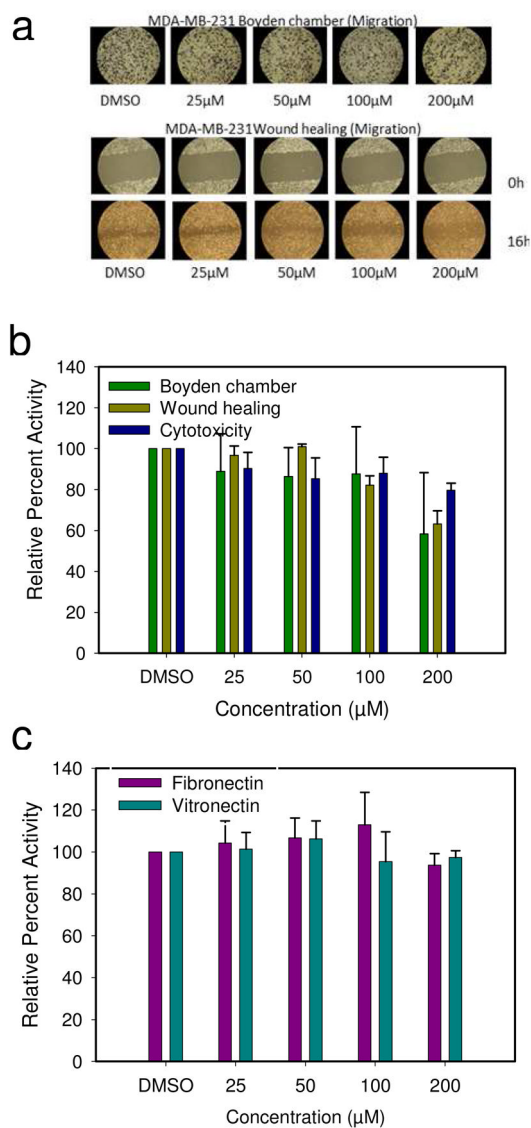 a
MDA-MB-231 Boyden chamber (Migration)
DMSO 25µM 50µM 100µM 200µM
MDA-MB-231Wound healing (Migration)
0h
16h
DMSO 25µM 50µM 100µM 200µM
b
140
120
100
80
60
40
20
0
Relative Percent Activity
Boyden chamber
Wound healing
Cytotoxicity
DMSO 25 50 100 200
Concentration (µM)
c
140
120
100
80
60
40
20
0
Relative Percent Activity
Fibronectin
Vitronectin
DMSO 25 50 100 200
Concentration (µM)